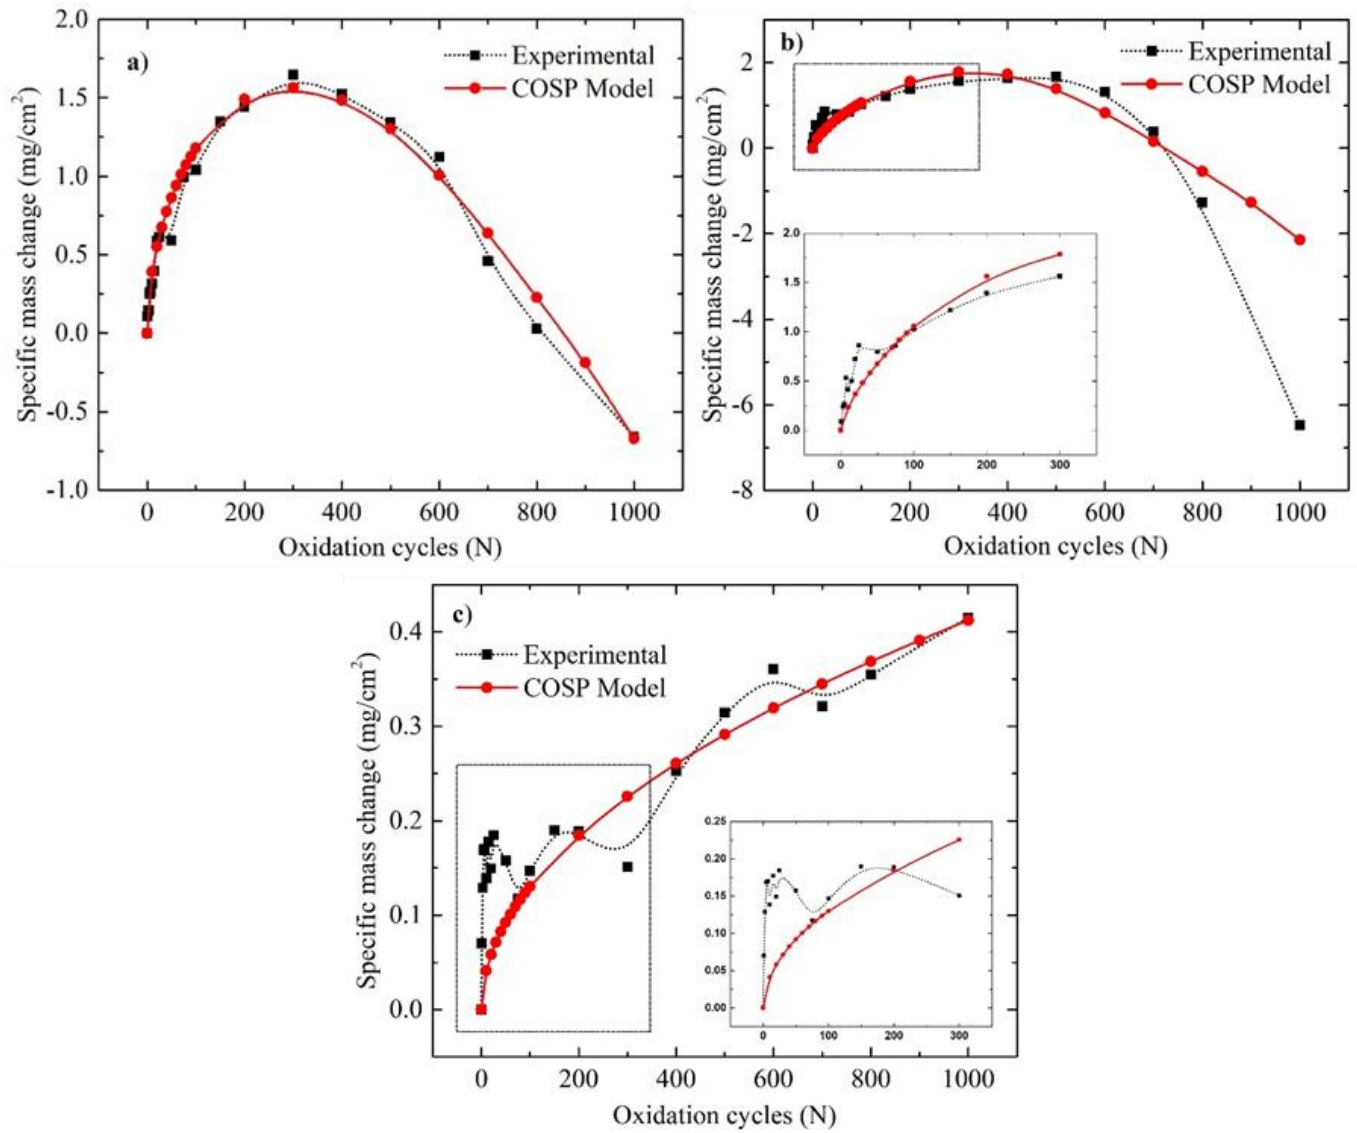 a)
Experimental
COSP Model
2.0
1.5
1.0
0.5
0.0
-0.5
-1.0
Specific mass change (mg/cm²)
0 200 400 600 800 1000
Oxidation cycles (N)
b)
Experimental
COSP Model
2
0
-2
-4
-6
-8
Specific mass change (mg/cm²)
2.0
1.5
1.0
0.5
0.0
0 100 200 300
0 200 400 600 800 1000
Oxidation cycles (N)
c)
Experimental
COSP Model
0.4
0.3
0.2
0.1
0.0
Specific mass change (mg/cm²)
0.25
0.20
0.15
0.10
0.05
0.00
0 100 200 300
0 200 400 600 800 1000
Oxidation cycles (N)